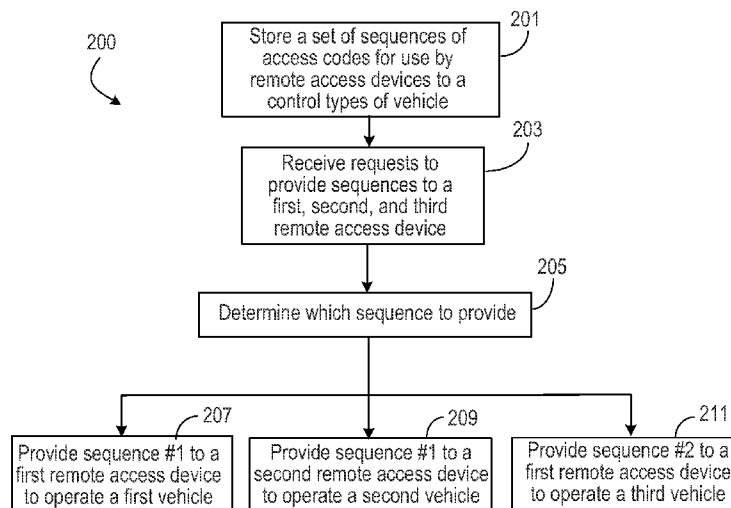 200
201
Store a set of sequences of
access codes for use by
remote access devices to a
control types of vehicle
203
Receive requests to
provide sequences to a
first, second, and third
remote access device
205
Determine which sequence to provide
207
Provide sequence #1 to a
first remote access device
to operate a first vehicle
209
Provide sequence #1 to a
second remote access device
to operate a second vehicle
211
Provide sequence #2 to a
first remote access device
to operate a third vehicle